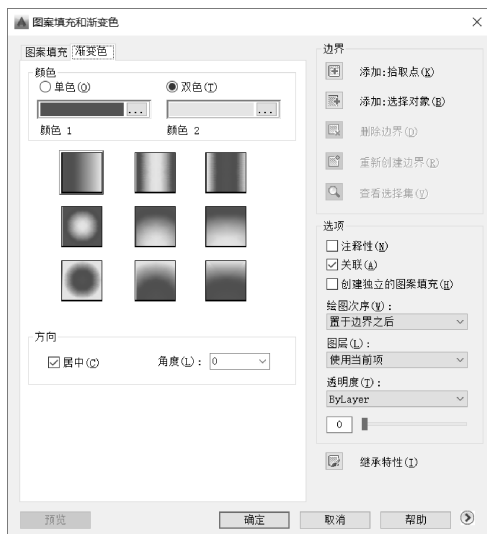 图案填充和渐变色
图案填充 渐变色
颜色
单色(O) 双色(T)
...
...
颜色 1 颜色 2
方向
居中(C) 角度(L): 0
边界
添加:拾取点(K)
添加:选择对象(B)
删除边界(D)
重新创建边界(R)
查看选择集(V)
选项
注释性(N)
关联(A)
创建独立的图案填充(H)
绘图次序(W):
置于边界之后
图层(L):
使用当前项
透明度(T):
ByLayer
0
继承特性(I)
预览 确定 取消 帮助